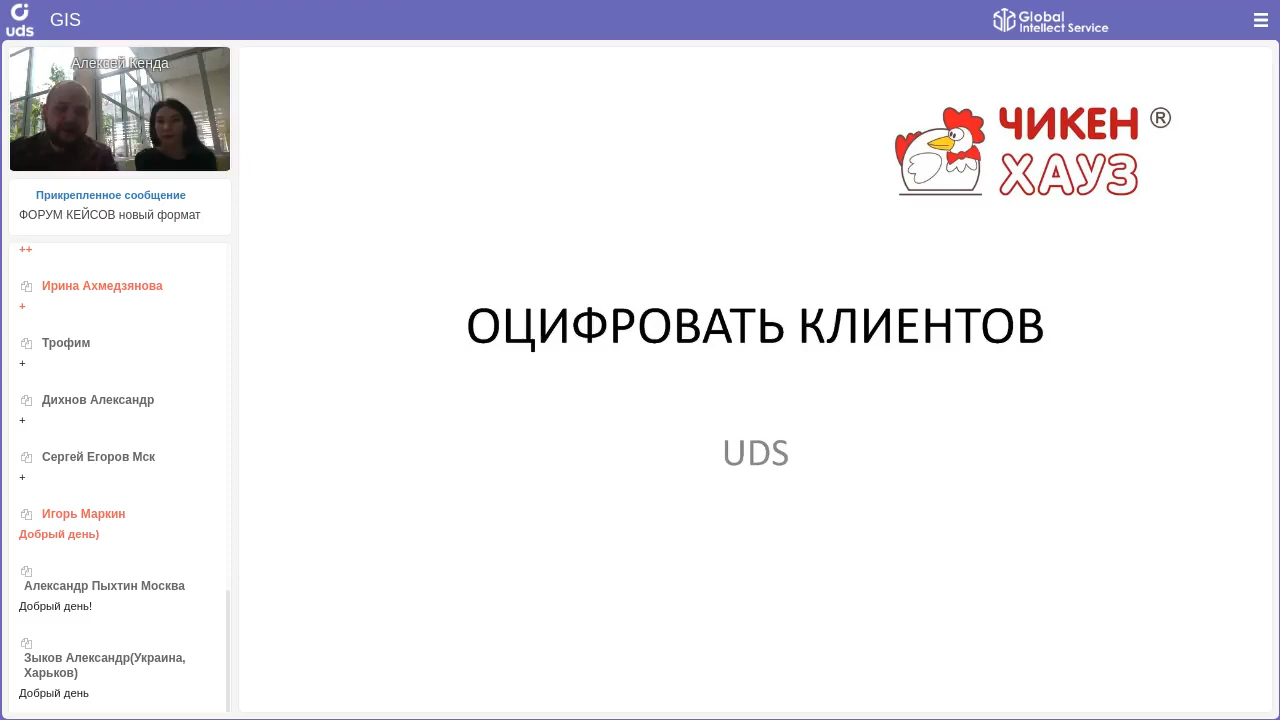 uds
GIS
Global
Intellect Service
Алексей Кенда
Прикрепленное сообщение
ФОРУМ КЕЙСОВ новый формат
++
Ирина Ахмедзянова
+
Трофим
+
Дихнов Александр
+
Сергей Егоров Мск
+
Игорь Маркин
Добрый день)
Александр Пыхтин Москва
Добрый день!
Зыков Александр(Украина,
Харьков)
Добрый день
ЧИКЕН ®
ХАУЗ
ОЦИФРОВАТЬ КЛИЕНТОВ
UDS